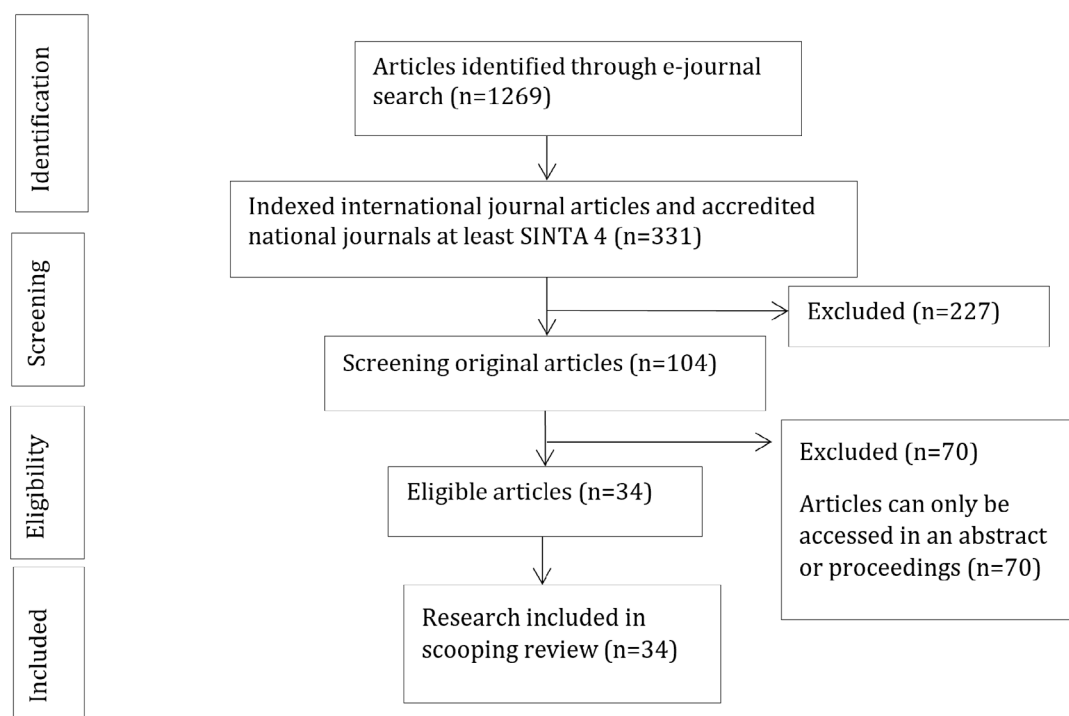 Identification
Articles identified through e-journal
search (n=1269)
Indexed international journal articles and accredited
national journals at least SINTA 4 (n=331)
Screening
Excluded (n=227)
Screening original articles (n=104)
Eligibility
Excluded (n=70)
Articles can only be
accessed in an abstract
or proceedings (n=70)
Eligible articles (n=34)
Included
Research included in
scooping review (n=34)